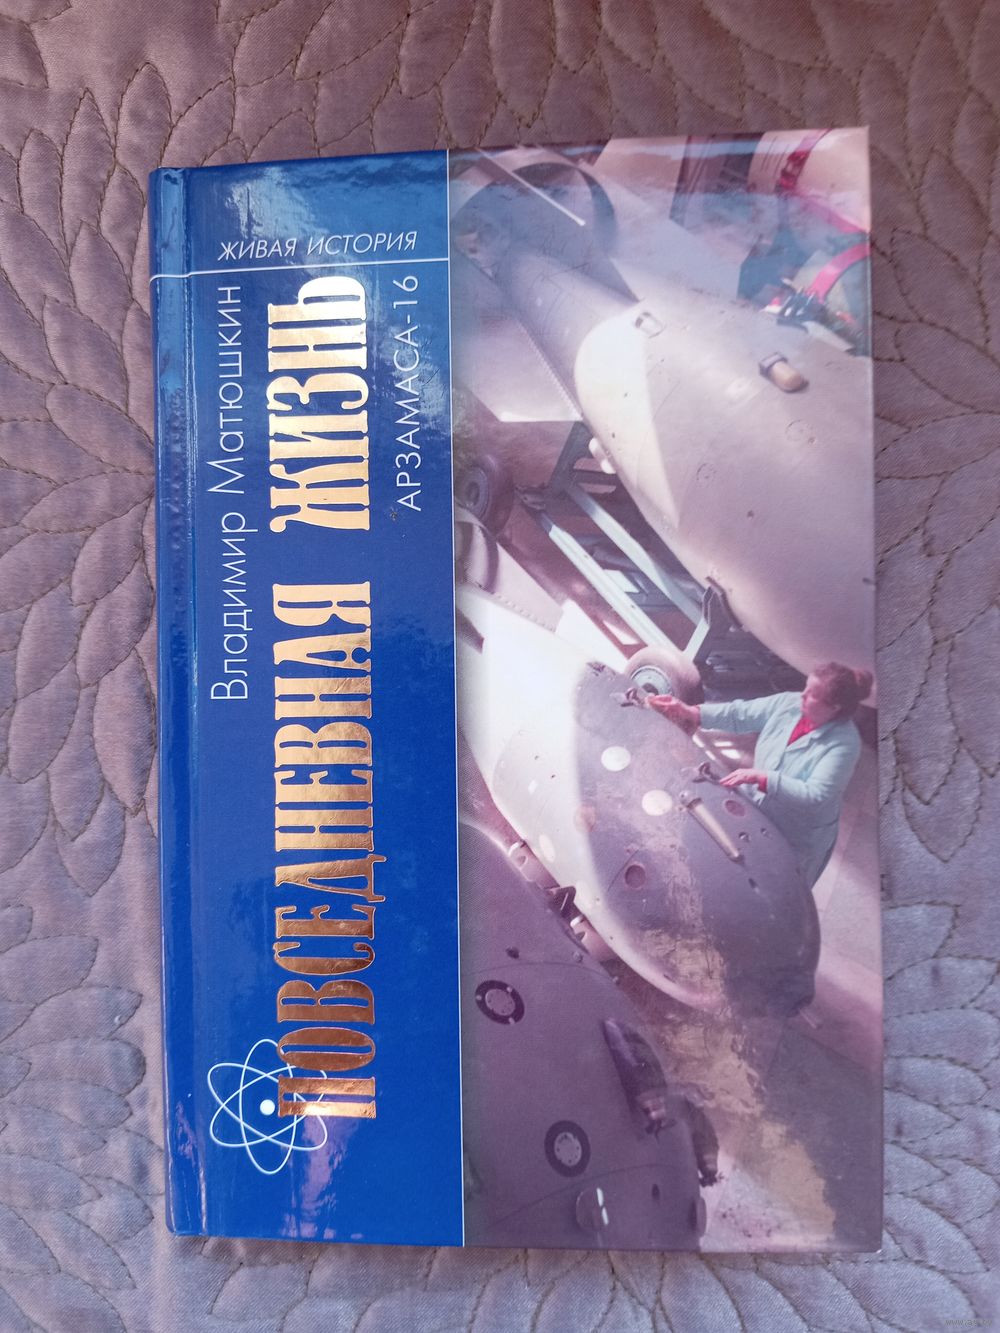 ЖИВАЯ ИСТОРИЯ
Владимир Матюшкин
ПОВСЕДНЕВНАЯ ЖИЗНЬ
АРЗАМАСА-16